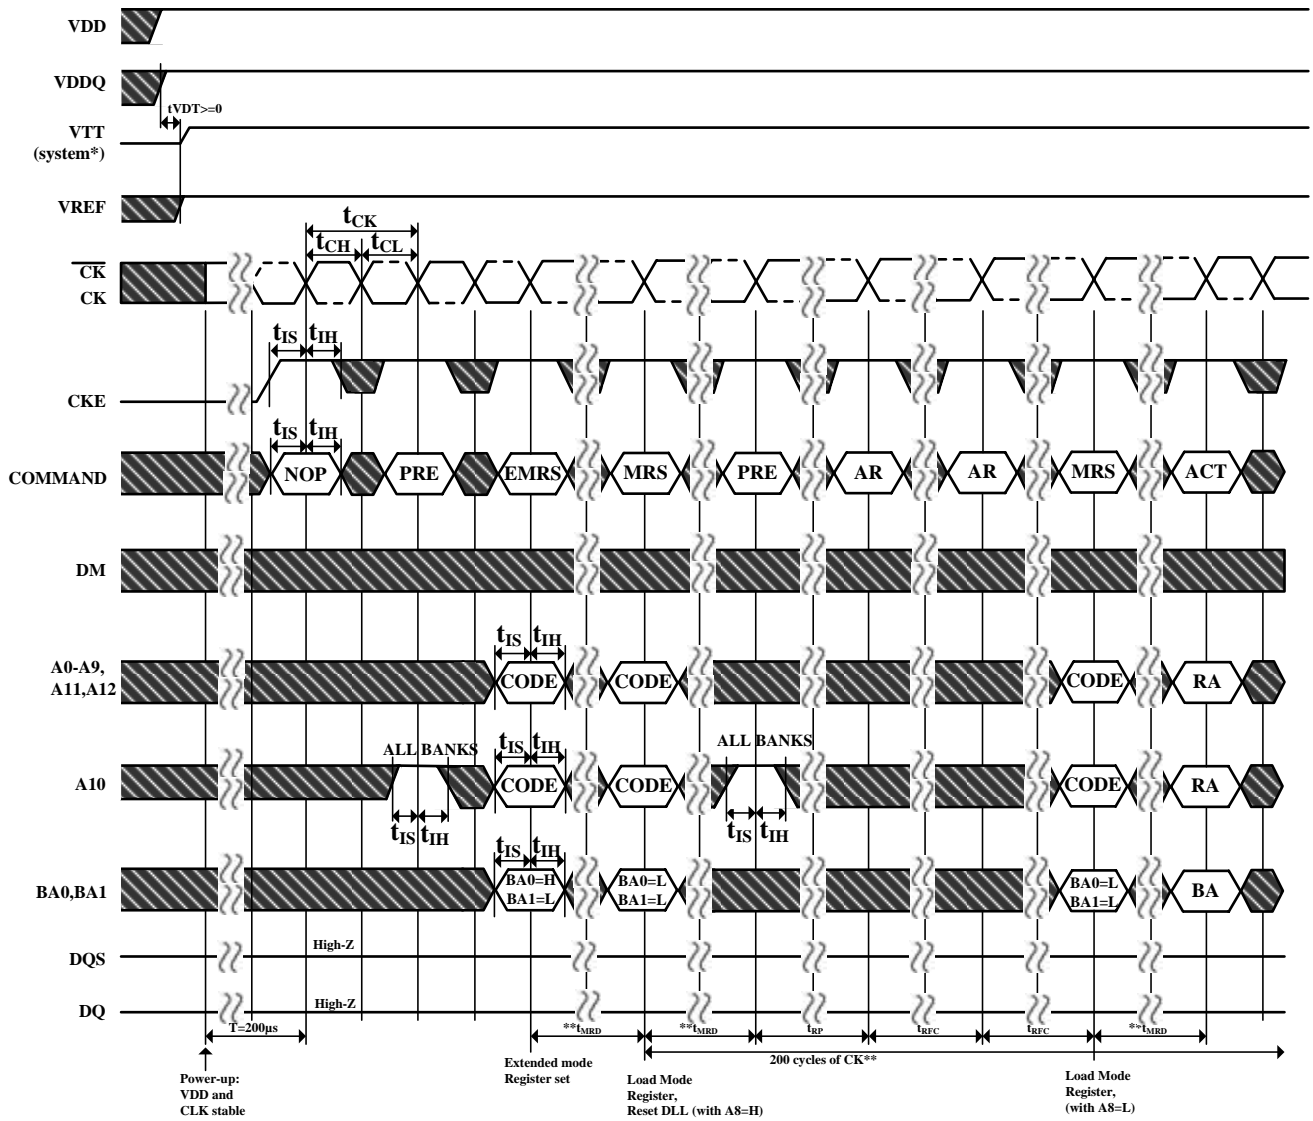 VDD
VDDQ
tVDT>=0
VTT
(system*)
VREF
tCK
tCH tCL
CK
CK
tIS tIH
CKE
tIS tIH
COMMAND NOP PRE EMRS MRS PRE AR AR MRS ACT
DM
tIS tIH
A0-A9,
A11,A12 CODE CODE CODE RA
ALL BANKS tIS tIH ALL BANKS
A10 CODE CODE CODE RA
tIS tIH tIS tIH
tIS tIH
BA0,BA1 BA0=H BA0=L BA0=L BA
BA1=L BA1=L BA1=L
High-Z
DQS
High-Z
DQ
T=200µs **tMRD **tMRD tRP tRFC tRFC **tMRD
200 cycles of CK**
Power-up:
VDD and
CLK stable
Extended mode
Register set
Load Mode
Register,
Reset DLL (with A8=H)
Load Mode
Register,
(with A8=L)